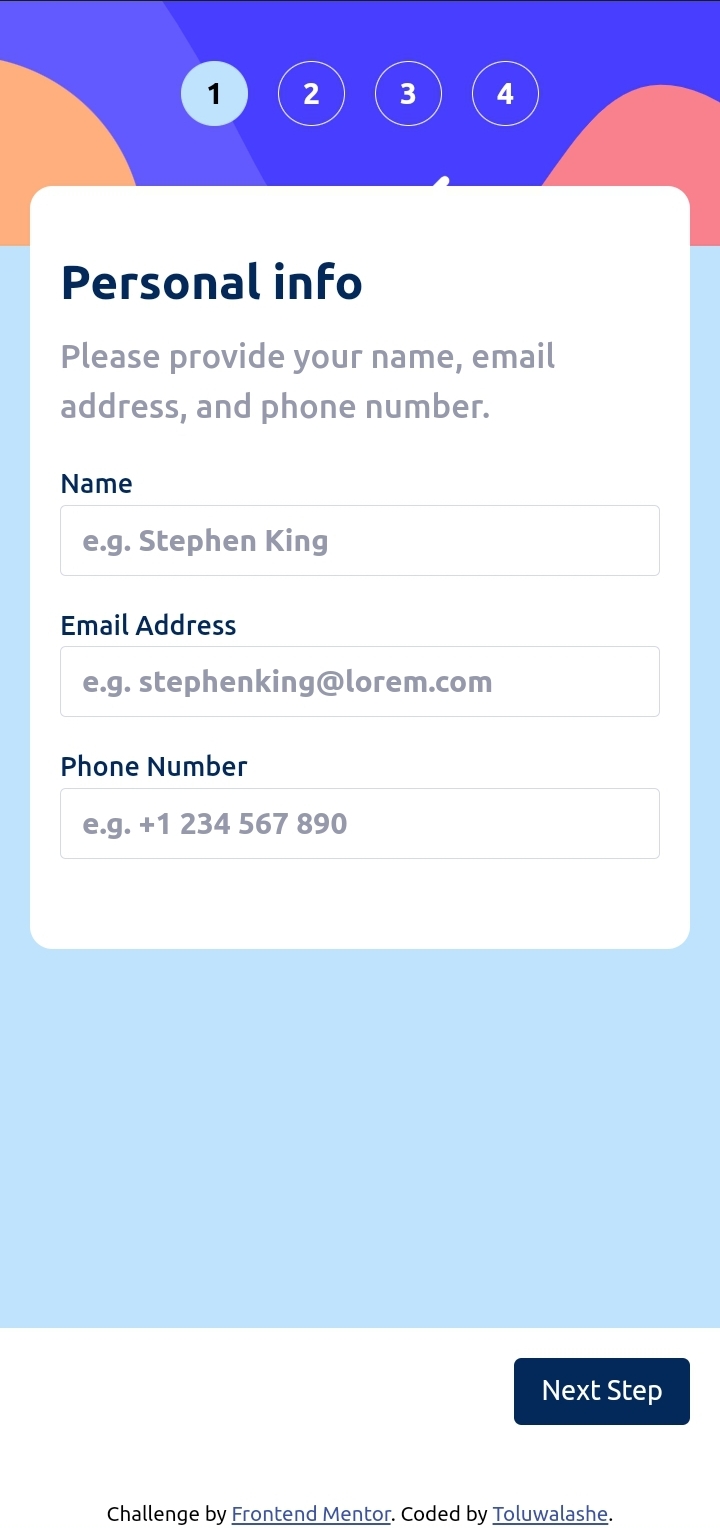 1 2 3 4
Personal info
Please provide your name, email
address, and phone number.
Name
e.g. Stephen King
Email Address
e.g. stephenking@lorem.com
Phone Number
e.g. +1 234 567 890
Next Step
Challenge by Frontend Mentor. Coded by Toluwalashe.